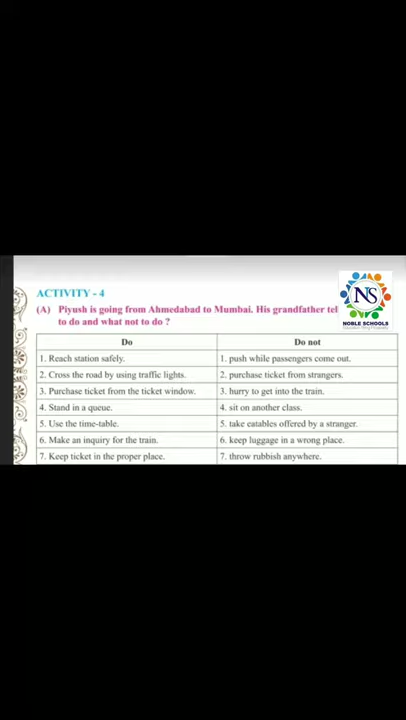 ACTIVITY - 4
(A) Piyush is going from Ahmedabad to Mumbai. His grandfather tel
to do and what not to do ?
NS
NOBLE SCHOOLS
Do
Do not
1. Reach station safely.
1. push while passengers come out.
2. Cross the road by using traffic lights.
2. purchase ticket from strangers.
3. Purchase ticket from the ticket window.
3. hurry to get into the train.
4. Stand in a queue.
4. sit on another class.
5. Use the time-table.
5. take eatables offered by a stranger.
6. Make an inquiry for the train.
6. keep luggage in a wrong place.
7. Keep ticket in the proper place.
7. throw rubbish anywhere.